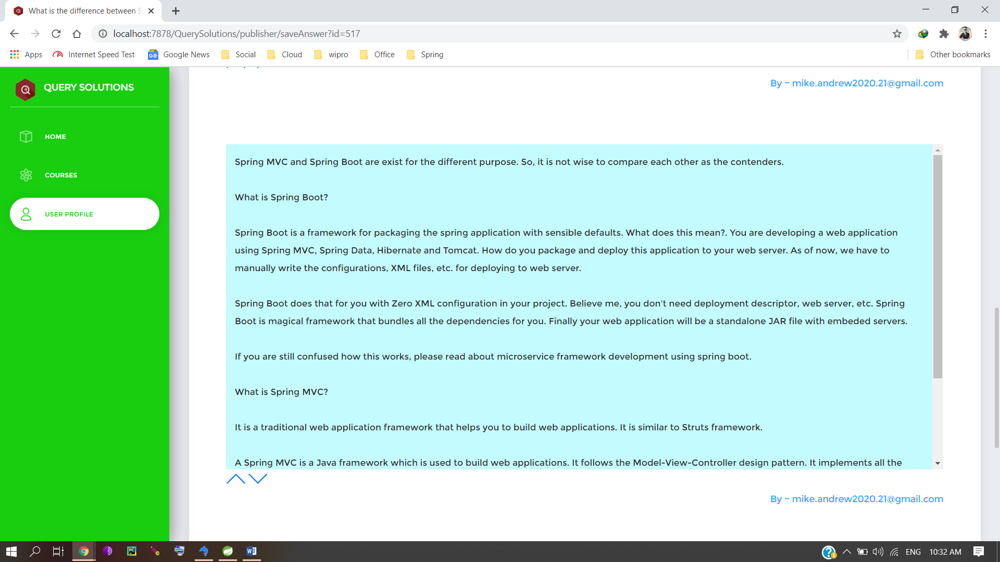 What is the difference between S
localhost:7878/QuerySolutions/publisher/saveAnswer?id=517
Apps Internet Speed Test Google News Social Cloud wipro Office Spring Other bookmarks
QUERY SOLUTIONS
HOME
COURSES
USER PROFILE
By ~ mike.andrew2020.21@gmail.com
Spring MVC and Spring Boot are exist for the different purpose. So, it is not wise to compare each other as the contenders.
What is Spring Boot?
Spring Boot is a framework for packaging the spring application with sensible defaults. What does this mean?. You are developing a web application
using Spring MVC, Spring Data, Hibernate and Tomcat. How do you package and deploy this application to your web server. As of now, we have to
manually write the configurations, XML files, etc. for deploying to web server.
Spring Boot does that for you with Zero XML configuration in your project. Believe me, you don't need deployment descriptor, web server, etc. Spring
Boot is magical framework that bundles all the dependencies for you. Finally your web application will be a standalone JAR file with embeded servers.
If you are still confused how this works, please read about microservice framework development using spring boot.
What is Spring MVC?
It is a traditional web application framework that helps you to build web applications. It is similar to Struts framework.
A Spring MVC is a Java framework which is used to build web applications. It follows the Model-View-Controller design pattern. It implements all the
By ~ mike.andrew2020.21@gmail.com
ENG 10:32 AM